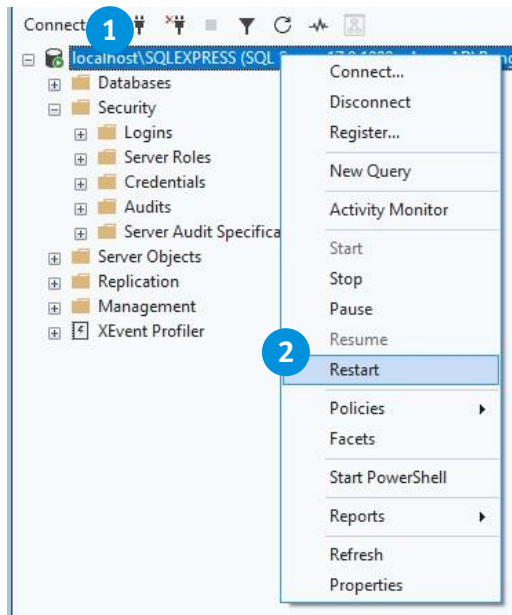 Connect
1
localhost\SQLEXPRESS (SQL
Databases
Security
Logins
Server Roles
Credentials
Audits
Server Audit Specifica
Server Objects
Replication
Management
XEvent Profiler
Connect...
Disconnect
Register...
New Query
Activity Monitor
Start
Stop
Pause
Resume
2
Restart
Policies
Facets
Start PowerShell
Reports
Refresh
Properties